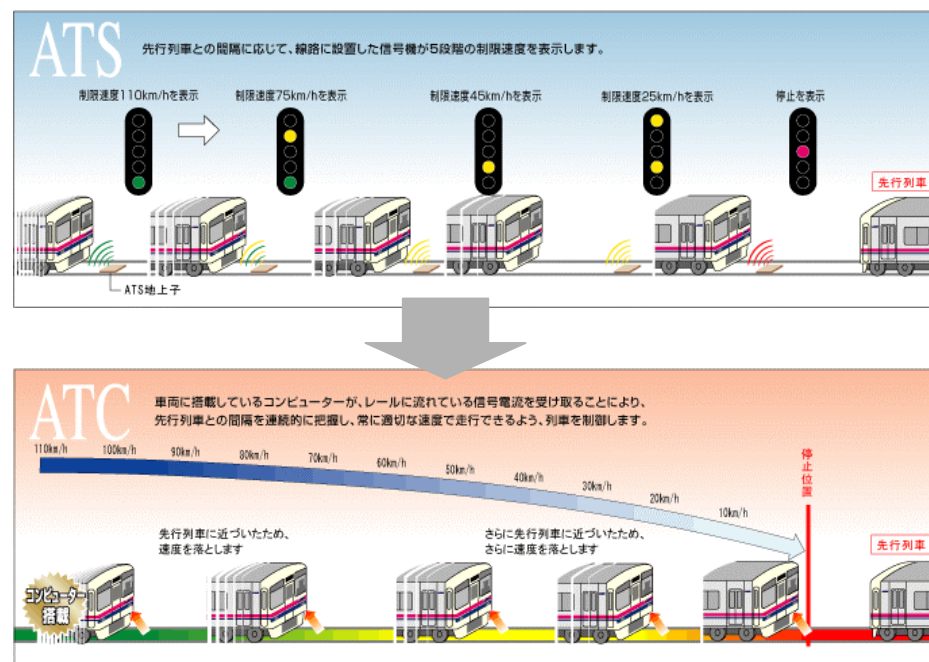 ATS
先行列車との間隔に応じて、線路に設置した信号機が5段階の制限速度を表示します。
制限速度110km/hを表示
制限速度75km/hを表示
制限速度45km/hを表示
制限速度25km/hを表示
停止を表示
先行列車
ATS地上子
ATC
車両に搭載しているコンピューターが、レールに流れている信号電流を受け取ることにより、
先行列車との間隔を連続的に把握し、常に適切な速度で走行できるよう、列車を制御します。
110km/h
100km/h
90km/h
80km/h
70km/h
60km/h
50km/h
40km/h
30km/h
20km/h
10km/h
停止位置
先行列車に近づいたため、
速度を落とします
さらに先行列車に近づいたため、
さらに速度を落とします
先行列車
コンピューター
搭載